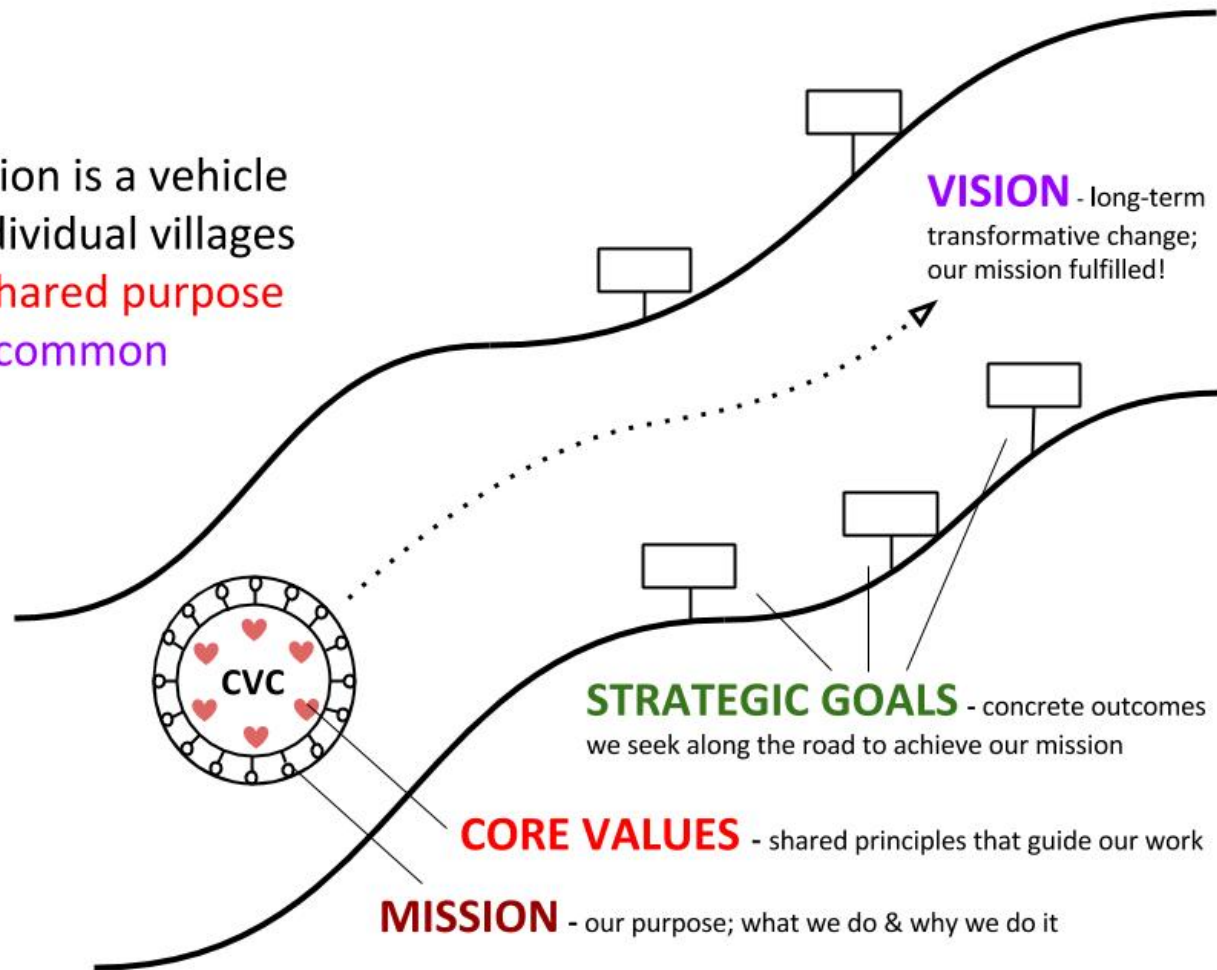 ion is a vehicle
dividual villages
hared purpose
common
VISION - long-term
transformative change;
our mission fulfilled!
CVC
STRATEGIC GOALS - concrete outcomes
we seek along the road to achieve our mission
CORE VALUES - shared principles that guide our work
MISSION - our purpose; what we do & why we do it